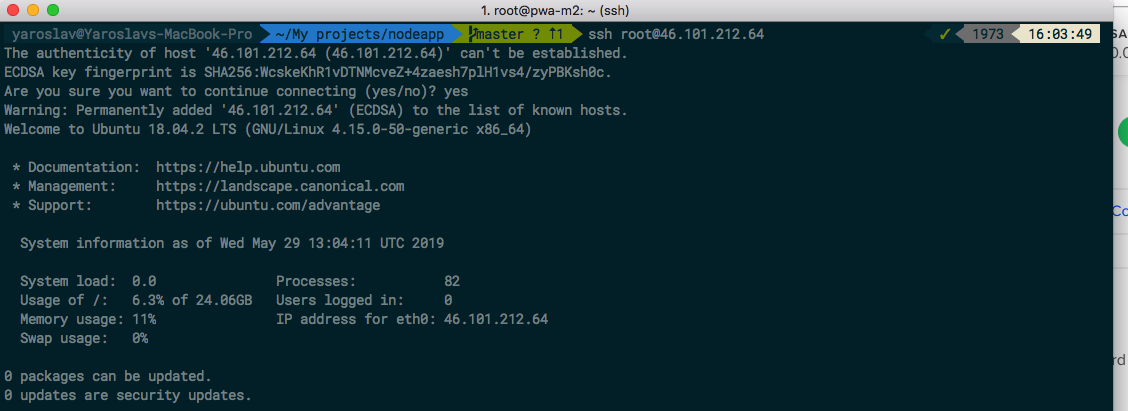 1. root@pwa-m2: ~ (ssh)
yaroslav@Yaroslavs-MacBook-Pro ~/My projects/nodeapp master ? ↑1 ssh root@46.101.212.64 ✓ 1973 16:03:49
The authenticity of host '46.101.212.64 (46.101.212.64)' can't be established.
ECDSA key fingerprint is SHA256:WcskeKhR1vDTNMcveZ+4zaesh7plH1vs4/zyPBKsh0c.
Are you sure you want to continue connecting (yes/no)? yes
Warning: Permanently added '46.101.212.64' (ECDSA) to the list of known hosts.
Welcome to Ubuntu 18.04.2 LTS (GNU/Linux 4.15.0-50-generic x86_64)
* Documentation: https://help.ubuntu.com
* Management: https://landscape.canonical.com
* Support: https://ubuntu.com/advantage
System information as of Wed May 29 13:04:11 UTC 2019
System load: 0.0 Processes: 82
Usage of /: 6.3% of 24.06GB Users logged in: 0
Memory usage: 11% IP address for eth0: 46.101.212.64
Swap usage: 0%
0 packages can be updated.
0 updates are security updates.